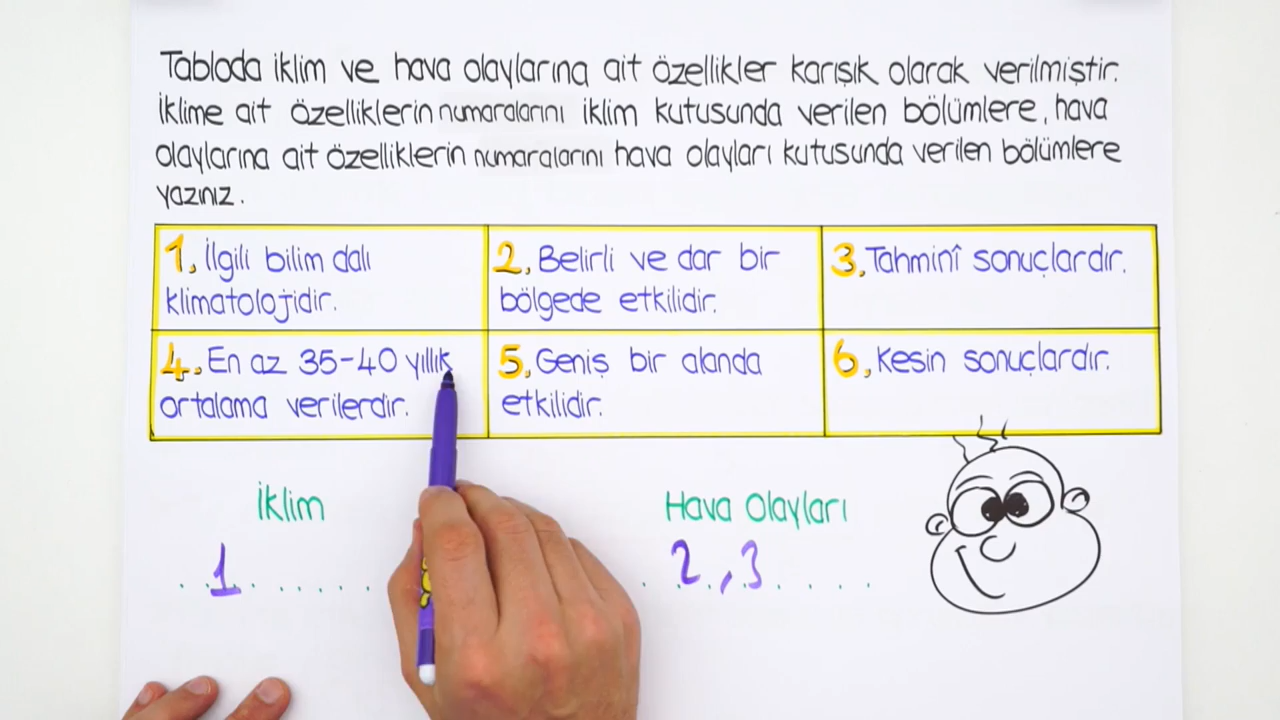 Tabloda iklim ve hava olaylarına ait özellikler karışık olarak verilmiştir.
İklime ait özelliklerin numaralarını iklim kutusunda verilen bölümlere, hava
olaylarına ait özelliklerin numaralarını hava olayları kutusunda verilen bölümlere
yazınız.
1. İlgili bilim dalı
klimatolojidir.
2. Belirli ve dar bir
bölgede etkilidir.
3. Tahminî sonuçlardır.
4. En az 35-40 yıllık
ortalama verilerdir.
5. Geniş bir alanda
etkilidir.
6. Kesin sonuçlardır.
İklim
1
Hava Olayları
2, 3